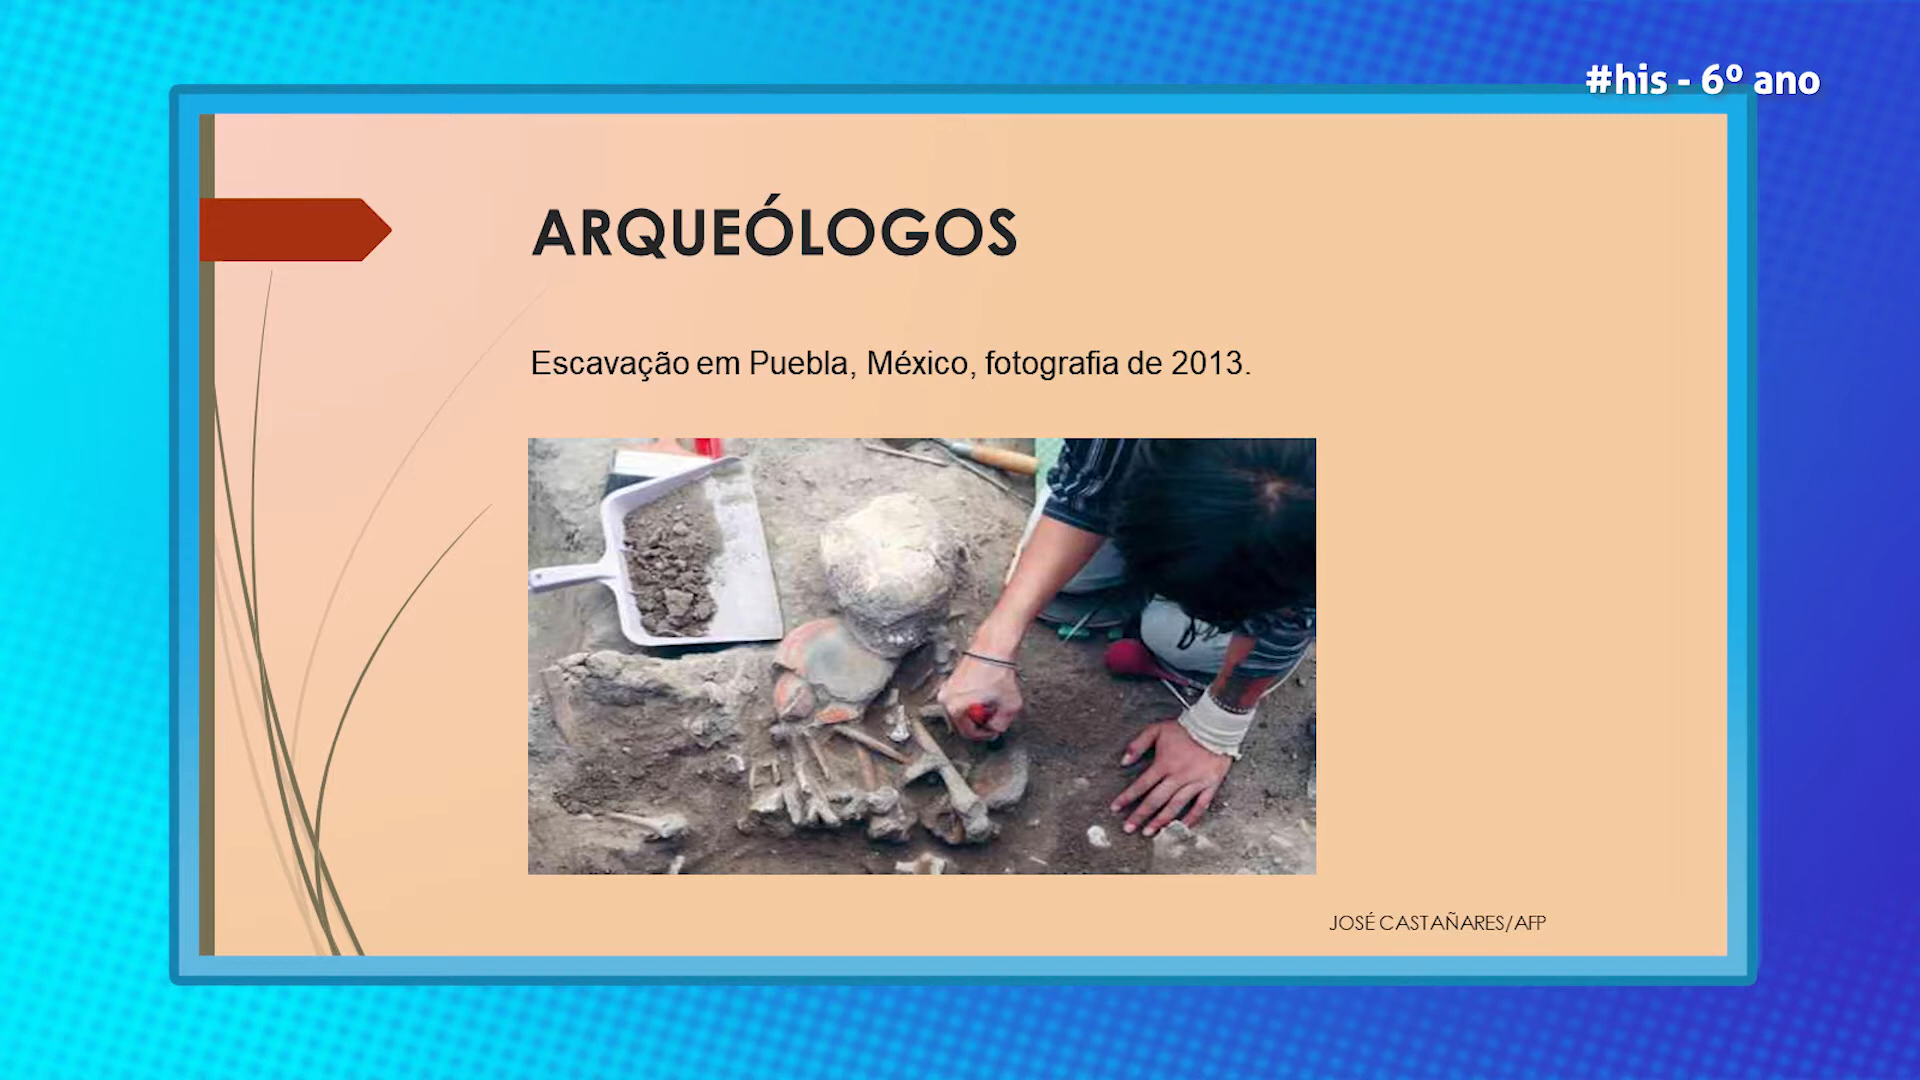 #his - 6º ano
ARQUEÓLOGOS
Escavação em Puebla, México, fotografia de 2013.
JOSÉ CASTAÑARES/AFP